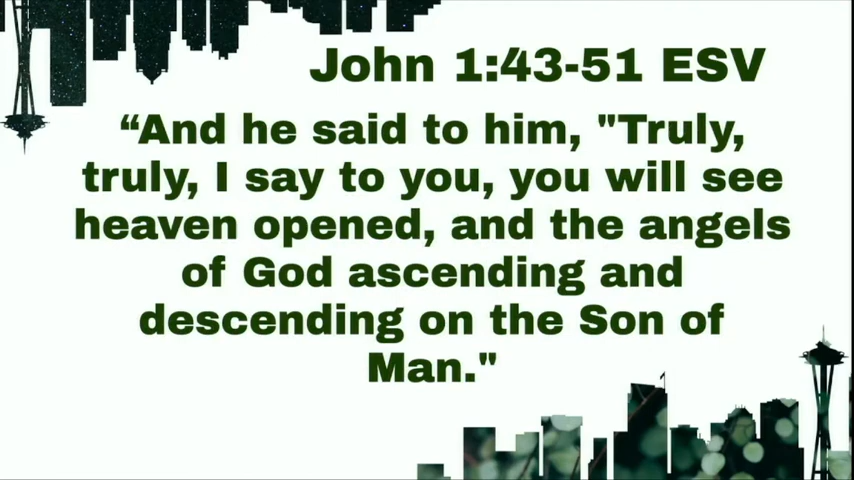 John 1:43-51 ESV
“And he said to him, "Truly,
truly, I say to you, you will see
heaven opened, and the angels
of God ascending and
descending on the Son of
Man."